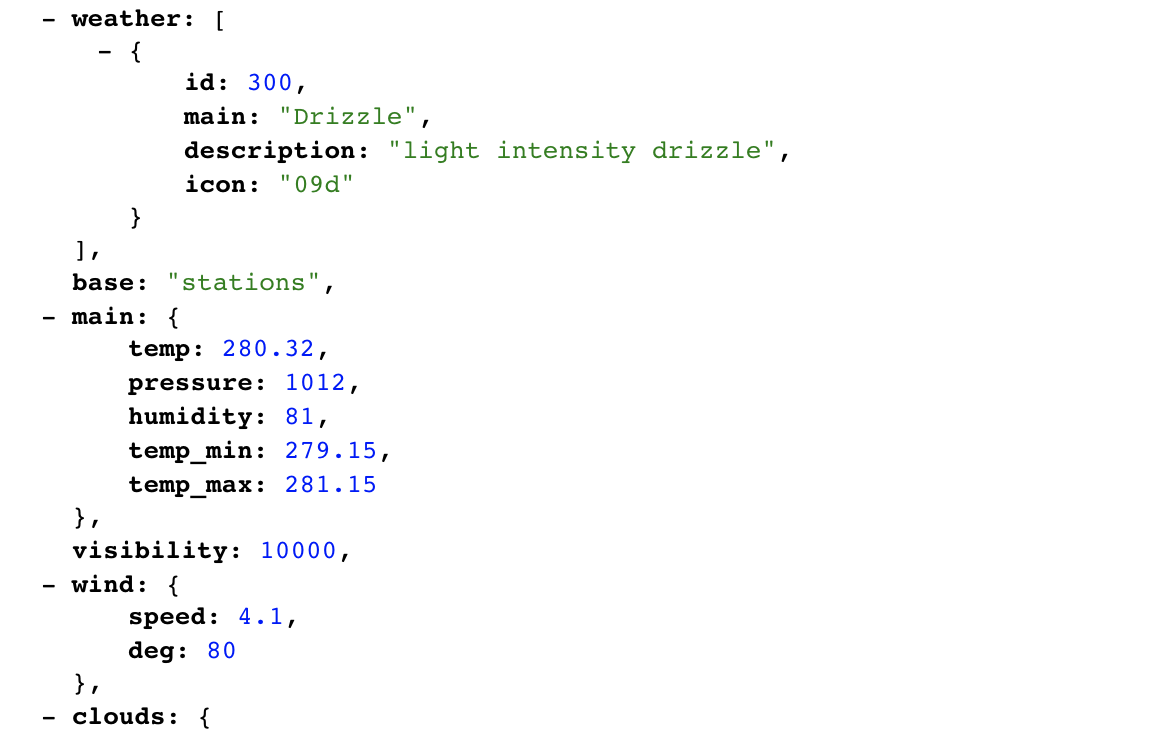 - weather: [
- {
id: 300,
main: "Drizzle",
description: "light intensity drizzle",
icon: "09d"
}
],
base: "stations",
- main: {
temp: 280.32,
pressure: 1012,
humidity: 81,
temp_min: 279.15,
temp_max: 281.15
},
visibility: 10000,
- wind: {
speed: 4.1,
deg: 80
},
- clouds: {